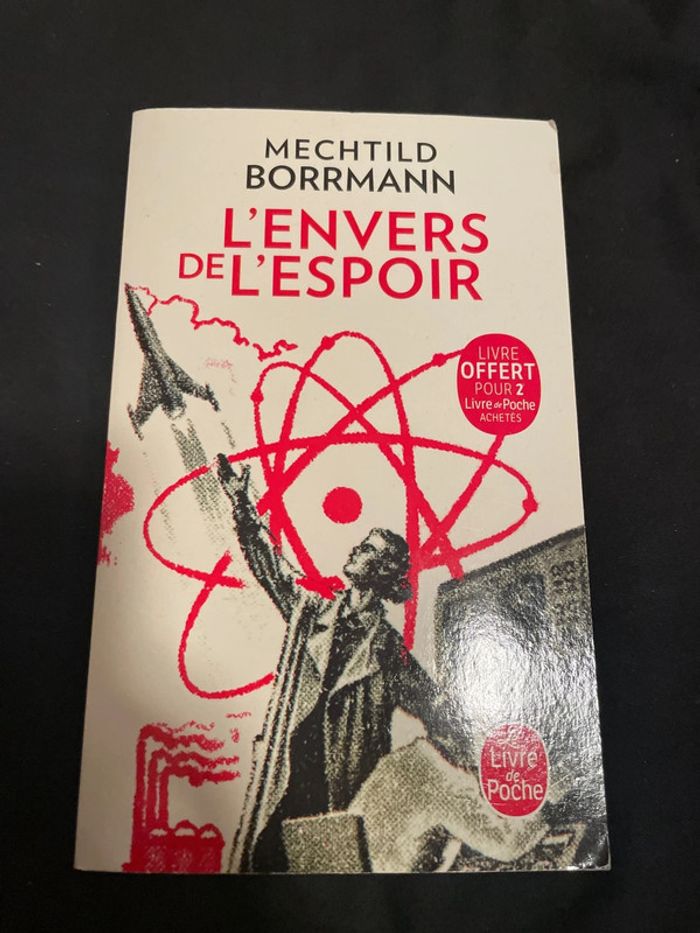 MECHTILD
BORRMANN
L'ENVERS
DE L'ESPOIR
LIVRE
OFFERT
POUR 2
Livre de Poche
ACHETÉS
Le
Livre
de
Poche